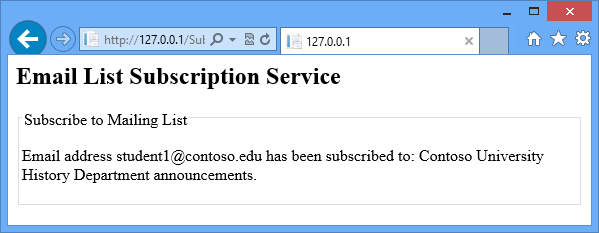 http://127.0.0.1/Sub
127.0.0.1
Email List Subscription Service
Subscribe to Mailing List
Email address student1@contoso.edu has been subscribed to: Contoso University
History Department announcements.